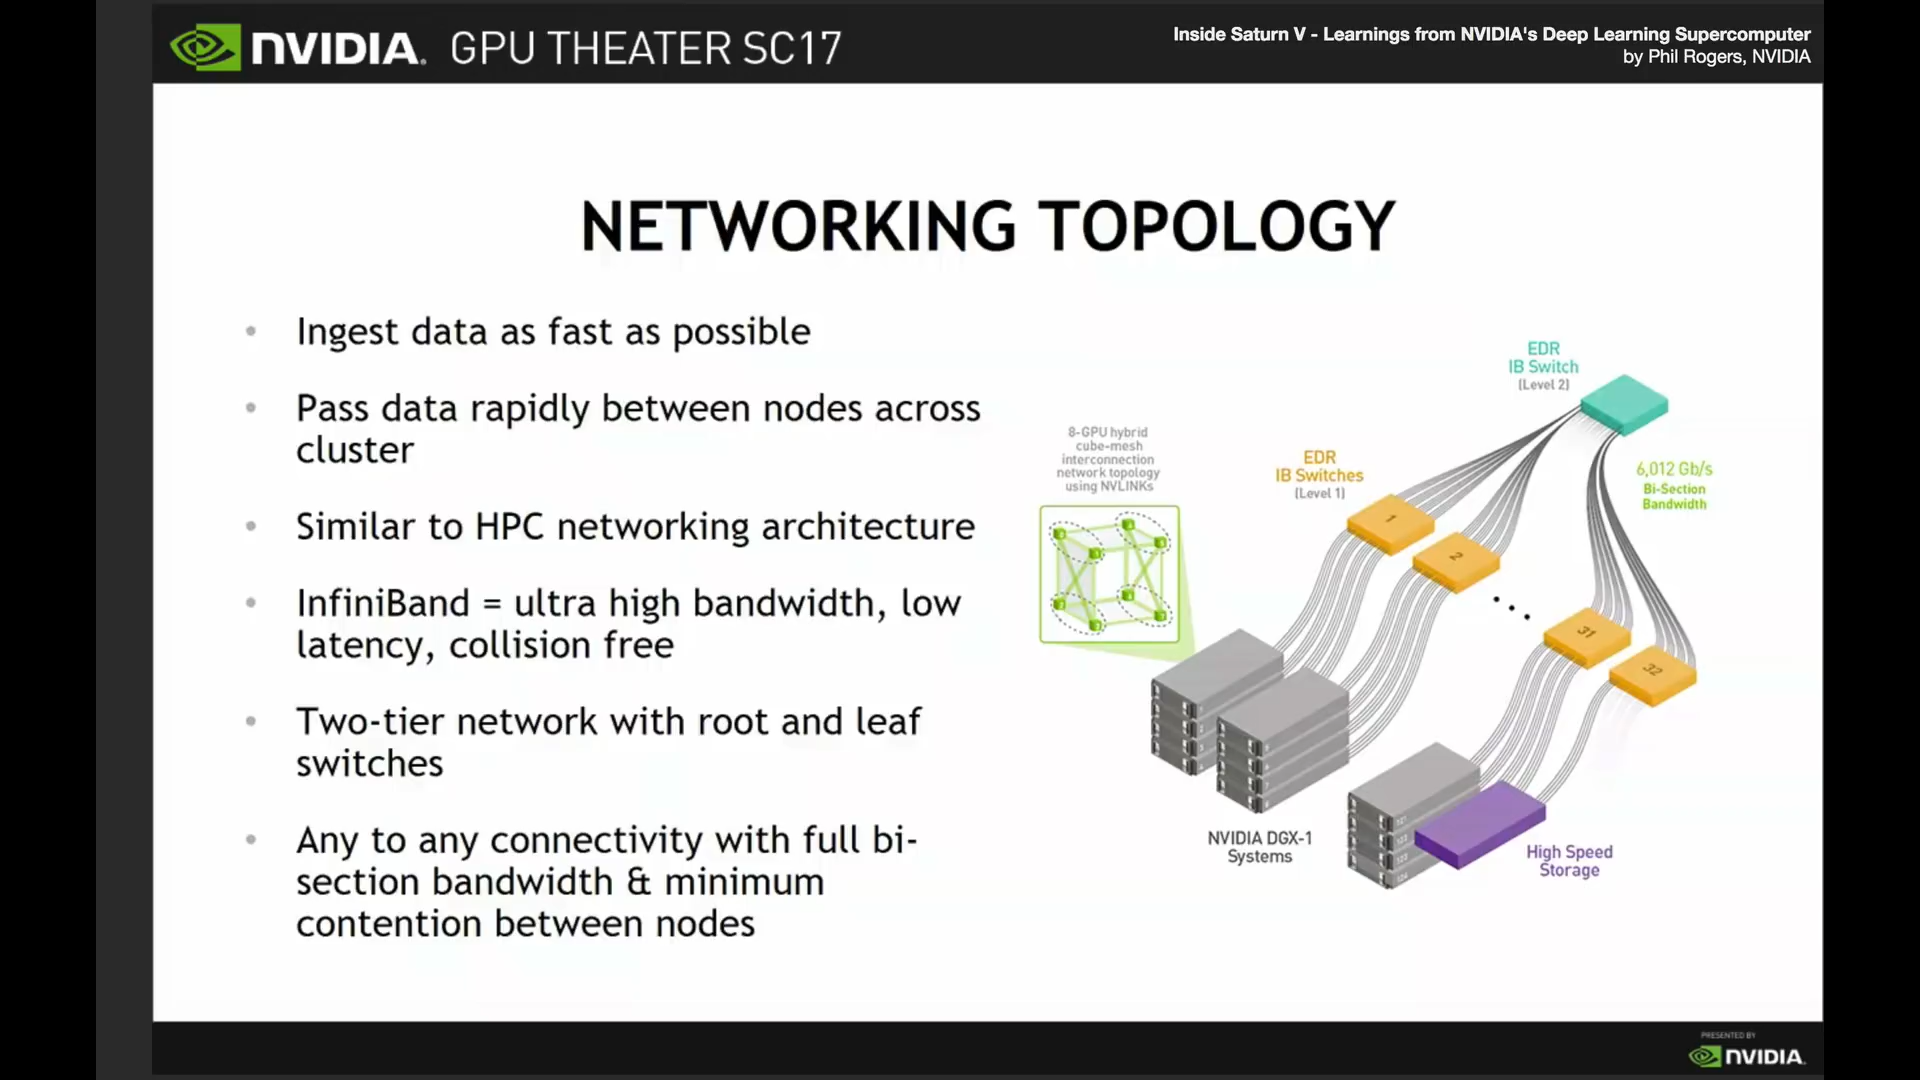 NVIDIA. GPU THEATER SC17
Inside Saturn V - Learnings from NVIDIA's Deep Learning Supercomputer
by Phil Rogers, NVIDIA
NETWORKING TOPOLOGY
• Ingest data as fast as possible
• Pass data rapidly between nodes across
cluster
• Similar to HPC networking architecture
• InfiniBand = ultra high bandwidth, low
latency, collision free
• Two-tier network with root and leaf
switches
• Any to any connectivity with full bi-
section bandwidth & minimum
contention between nodes
EDR
IB Switch
(Level 2)
8-GPU hybrid
cube-mesh
interconnection
network topology
using NVLINKs
EDR
IB Switches
(Level 1)
6,012 Gb/s
Bi-Section
Bandwidth
1
2
31
32
NVIDIA DGX-1
Systems
High Speed
Storage
PRESENTED BY
NVIDIA.